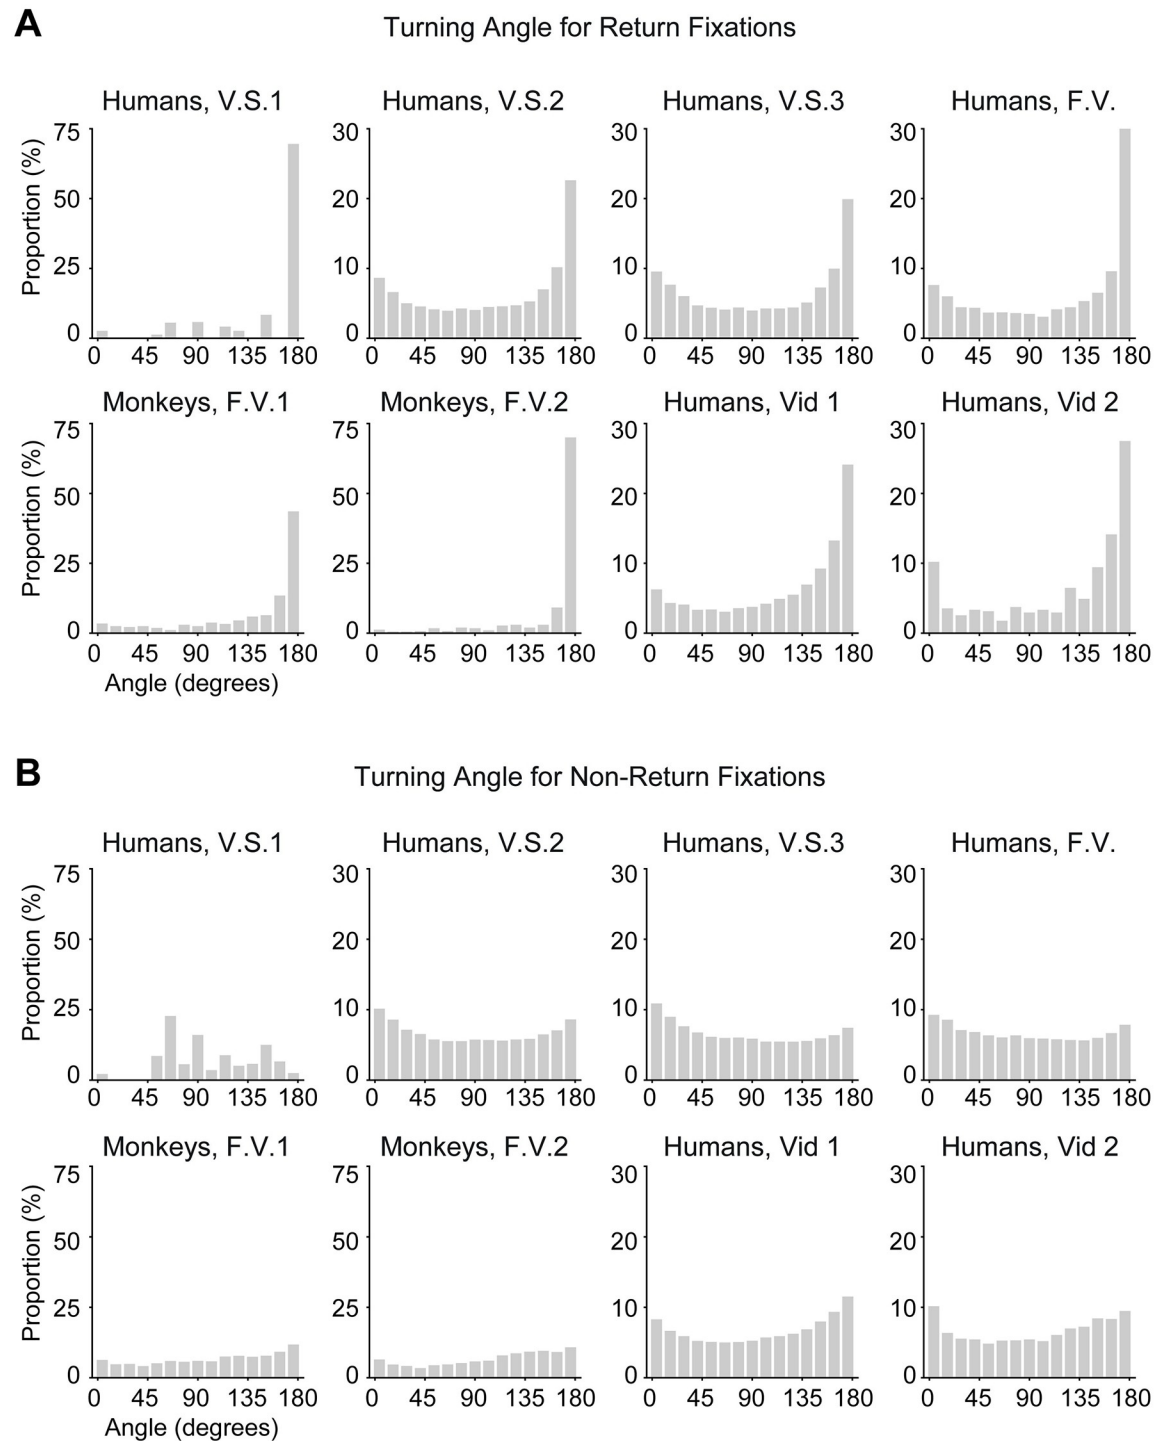 A
Turning Angle for Return Fixations
Humans, V.S.1 Humans, V.S.2 Humans, V.S.3 Humans, F.V.
Proportion (%)
75 30 30 30
50 20 20 20
25 10 10 10
0 0 0 0
0 45 90 135 180 0 45 90 135 180 0 45 90 135 180 0 45 90 135 180
Monkeys, F.V.1 Monkeys, F.V.2 Humans, Vid 1 Humans, Vid 2
Proportion (%)
75 75 30 30
50 50 20 20
25 25 10 10
0 0 0 0
0 45 90 135 180 0 45 90 135 180 0 45 90 135 180 0 45 90 135 180
Angle (degrees)
B
Turning Angle for Non-Return Fixations
Humans, V.S.1 Humans, V.S.2 Humans, V.S.3 Humans, F.V.
Proportion (%)
75 30 30 30
50 20 20 20
25 10 10 10
0 0 0 0
0 45 90 135 180 0 45 90 135 180 0 45 90 135 180 0 45 90 135 180
Monkeys, F.V.1 Monkeys, F.V.2 Humans, Vid 1 Humans, Vid 2
Proportion (%)
75 75 30 30
50 50 20 20
25 25 10 10
0 0 0 0
0 45 90 135 180 0 45 90 135 180 0 45 90 135 180 0 45 90 135 180
Angle (degrees)